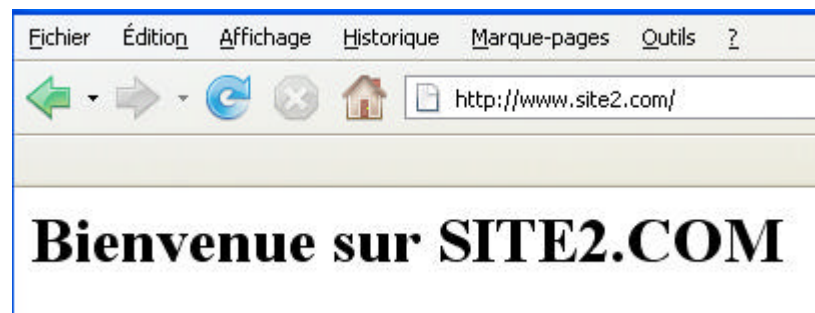 Fichier Édition Affichage Historique Marque-pages Outils ?
http://www.site2.com/
Bienvenue sur SITE2.COM